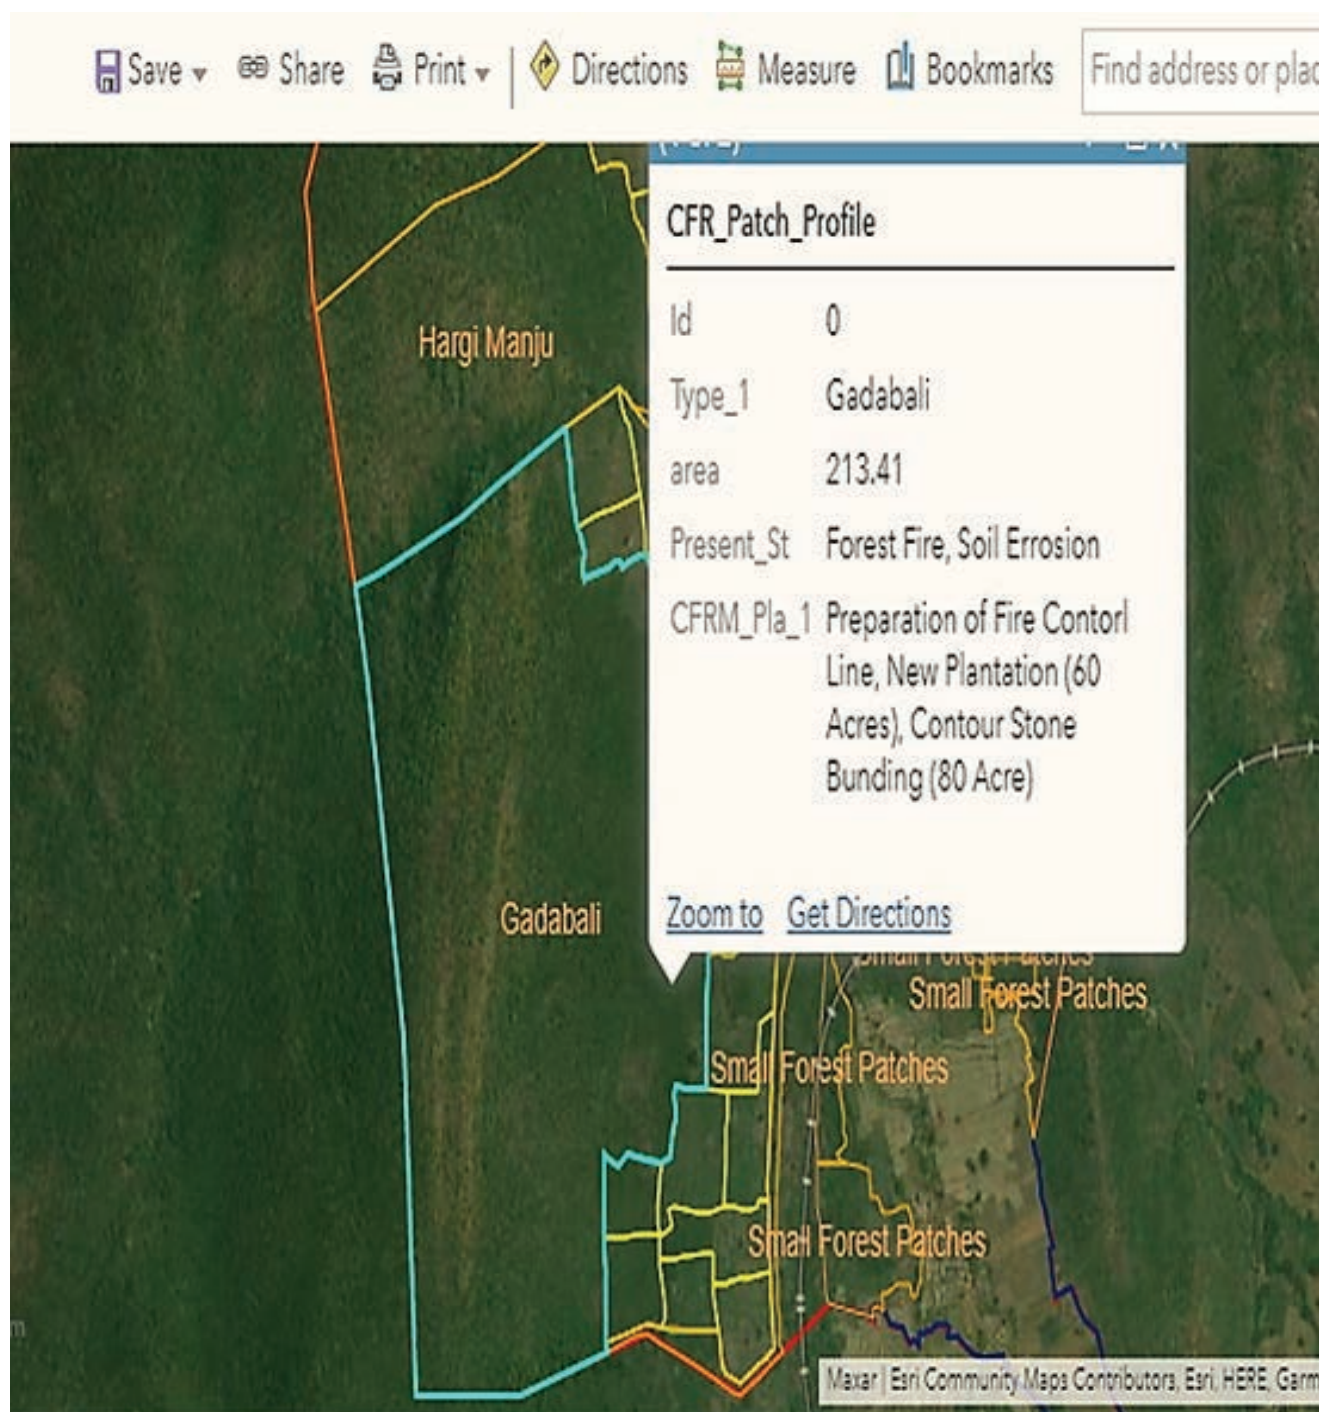 Save Share Print Directions Measure Bookmarks Find address or plac
CFR_Patch_Profile
Id 0
Type_1 Gadabali
area 213.41
Present_St Forest Fire, Soil Errosion
CFRM_Pla_1 Preparation of Fire Contorl
Line, New Plantation (60
Acres), Contour Stone
Bunding (80 Acre)
Zoom to Get Directions
Hargi Manju
Gadabali
Small Forest Patches
Small Forest Patches
Small Forest Patches
Small Forest Patches
Maxar | Esri Community Maps Contributors, Esri, HERE, Garm